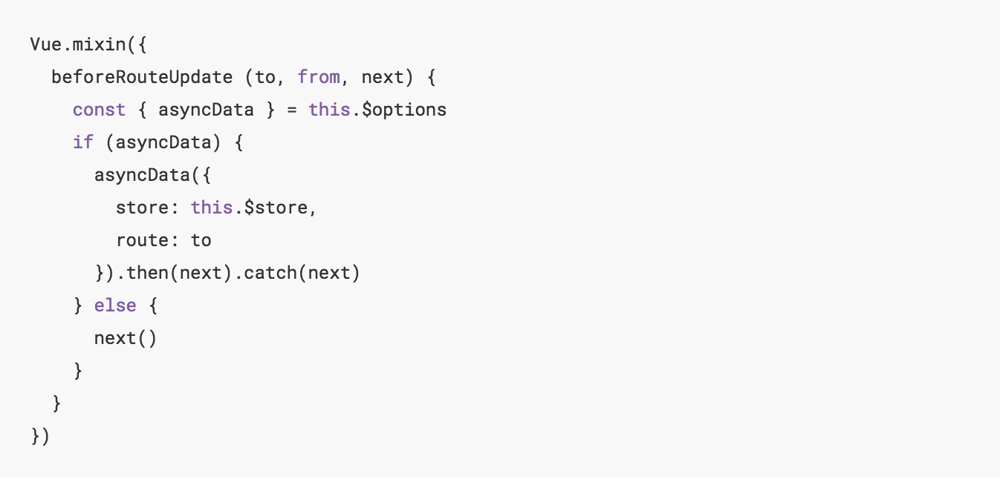 Vue.mixin({
  beforeRouteUpdate (to, from, next) {
    const { asyncData } = this.$options
    if (asyncData) {
      asyncData({
        store: this.$store,
        route: to
      }).then(next).catch(next)
    } else {
      next()
    }
  }
})